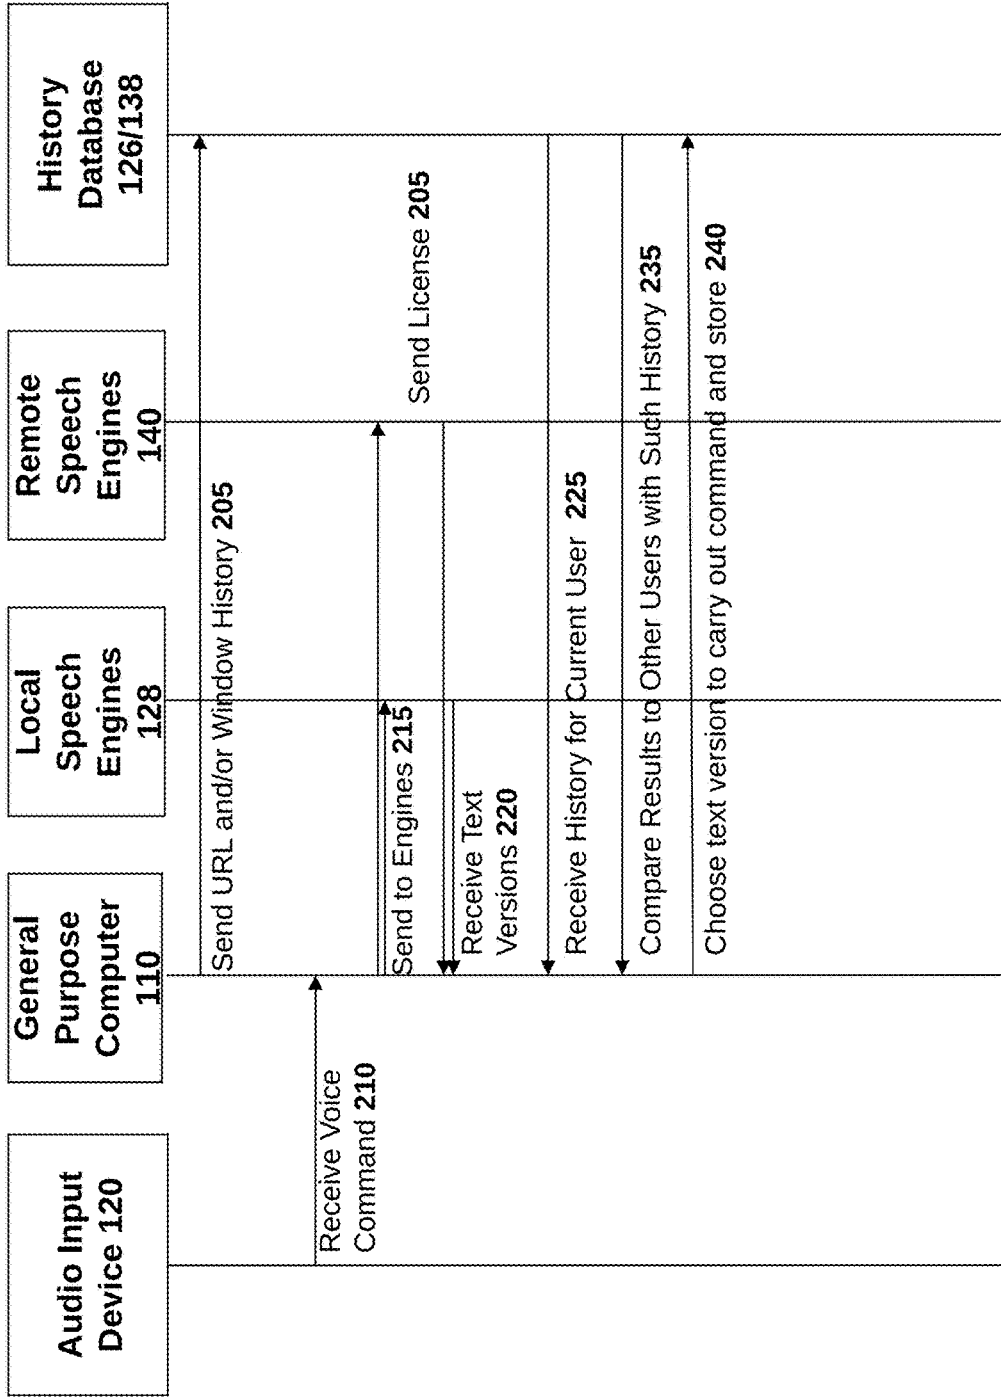 Audio Input
Device 120
General
Purpose
Computer
110
Local
Speech
Engines
128
Remote
Speech
Engines
140
History
Database
126/138
Send URL and/or Window History 205
Receive Voice
Command 210
Send to Engines 215
Send License 205
Receive Text
Versions 220
Receive History for Current User 225
Compare Results to Other Users with Such History 235
Choose text version to carry out command and store 240